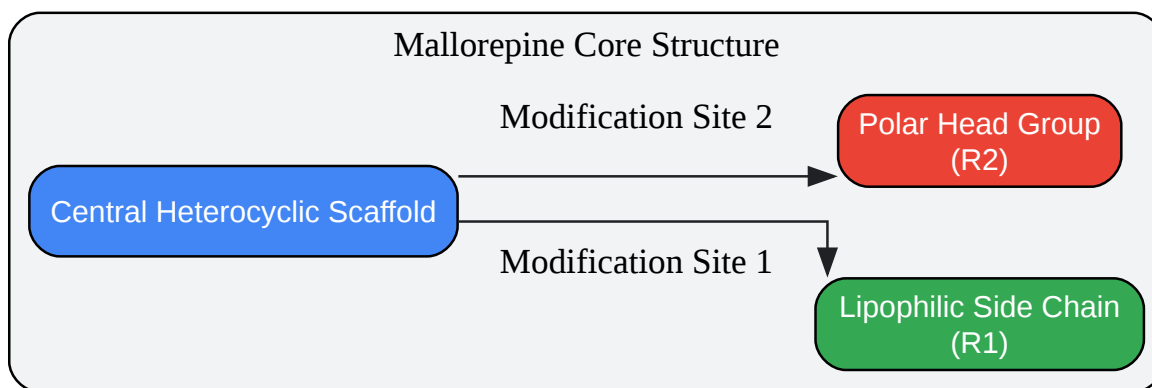 Mallorepine Core Structure
Modification Site 2
Polar Head Group
(R2)
Central Heterocyclic Scaffold
Modification Site 1
Lipophilic Side Chain
(R1)